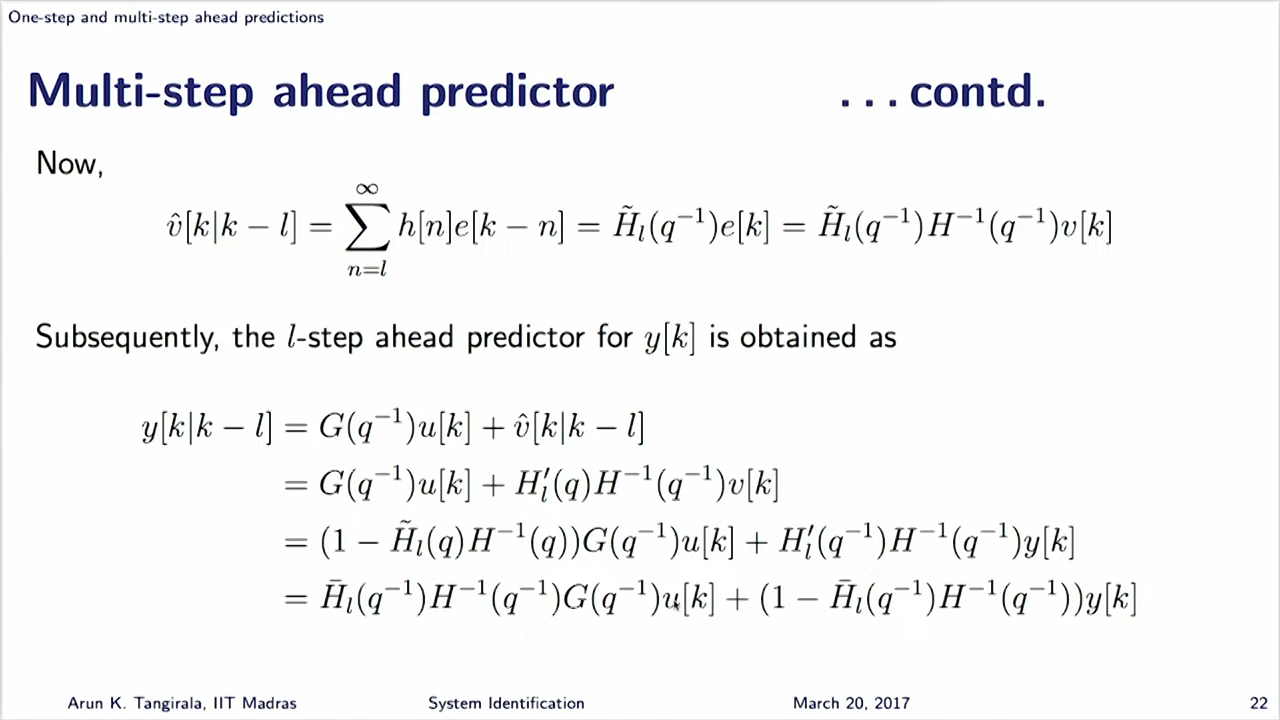 One-step and multi-step ahead predictions
Multi-step ahead predictor . . . contd.
Now,
v̂[k|k − l] = ∑_{n=l}^{∞} h[n]e[k − n] = H̃_l(q⁻¹)e[k] = H̃_l(q⁻¹)H⁻¹(q⁻¹)v[k]
Subsequently, the l-step ahead predictor for y[k] is obtained as
y[k|k − l] = G(q⁻¹)u[k] + v̂[k|k − l]
= G(q⁻¹)u[k] + H′_l(q)H⁻¹(q⁻¹)v[k]
= (1 − H̃_l(q)H⁻¹(q))G(q⁻¹)u[k] + H′_l(q⁻¹)H⁻¹(q⁻¹)y[k]
= H̄_l(q⁻¹)H⁻¹(q⁻¹)G(q⁻¹)u[k] + (1 − H̄_l(q⁻¹)H⁻¹(q⁻¹))y[k]
Arun K. Tangirala, IIT Madras System Identification March 20, 2017 22